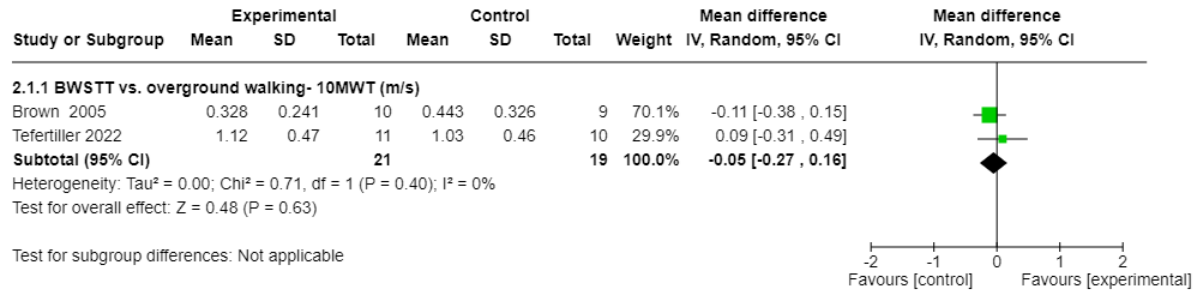 Experimental Control Mean difference Mean difference
Study or Subgroup Mean SD Total Mean SD Total Weight IV, Random, 95% CI IV, Random, 95% CI
2.1.1 BWSTT vs. overground walking- 10MWT (m/s)
Brown 2005 0.328 0.241 10 0.443 0.326 9 70.1% -0.11 [-0.38 , 0.15]
Tefertiller 2022 1.12 0.47 11 1.03 0.46 10 29.9% 0.09 [-0.31 , 0.49]
Subtotal (95% CI) 21 19 100.0% -0.05 [-0.27 , 0.16]
Heterogeneity: Tau² = 0.00; Chi² = 0.71, df = 1 (P = 0.40); I² = 0%
Test for overall effect: Z = 0.48 (P = 0.63)
Test for subgroup differences: Not applicable
-2 -1 0 1 2
Favours [control] Favours [experimental]